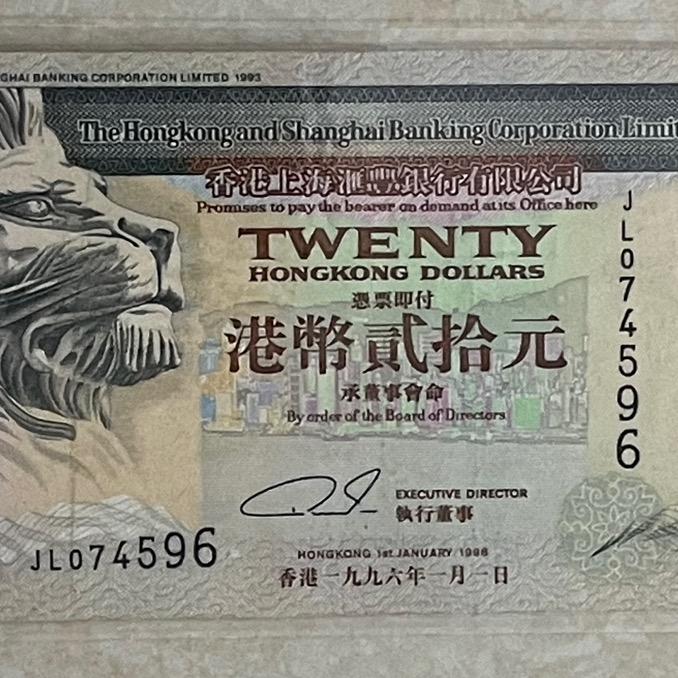 GHAI BANKING CORPORATION LIMITED 1993
The Hongkong and Shanghai Banking Corporation Limit
香港上海滙豐銀行有限公司
Promises to pay the bearer on demand at its Office here
TWENTY
HONGKONG DOLLARS
憑票即付
港幣貳拾元
承董事會命
By order of the Board of Directors
JL074596
EXECUTIVE DIRECTOR
執行董事
JL074596
HONGKONG 1st JANUARY 1996
香港一九九六年一月一日